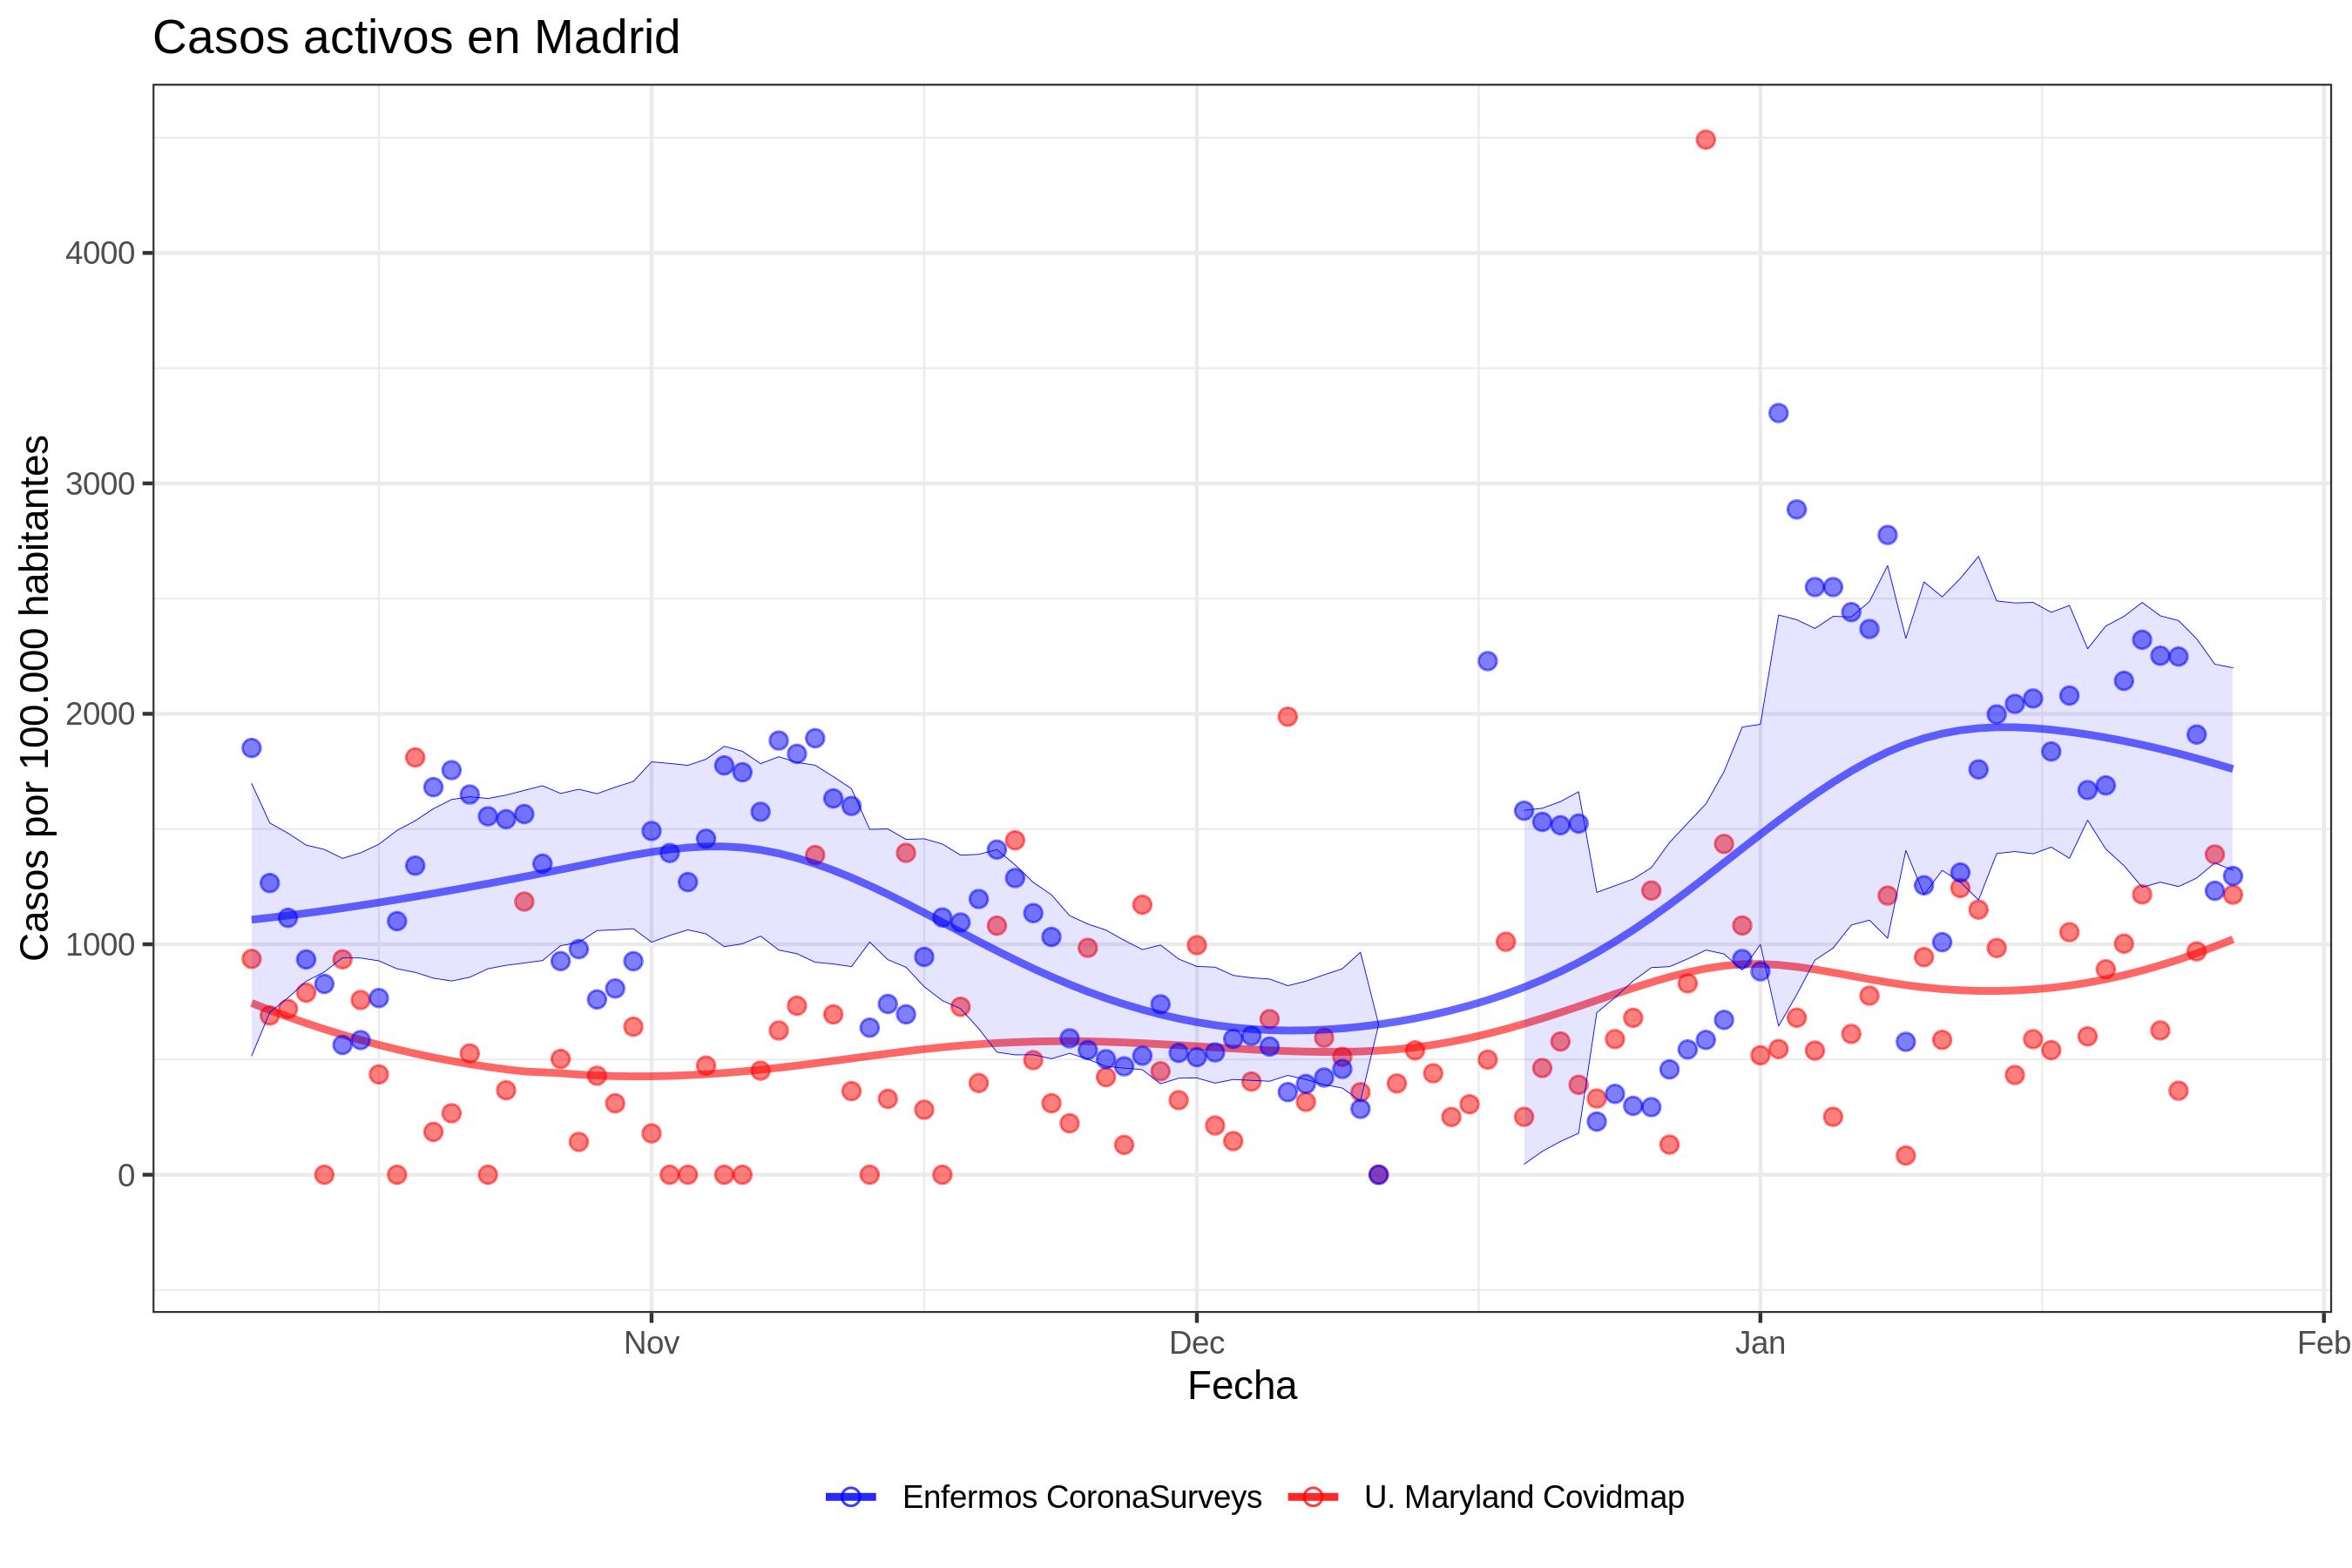 Casos activos en Madrid
Casos por 100.000 habitantes
4000
3000
2000
1000
0
Nov Dec Jan Feb
Fecha
Enfermos CoronaSurveys U. Maryland Covidmap